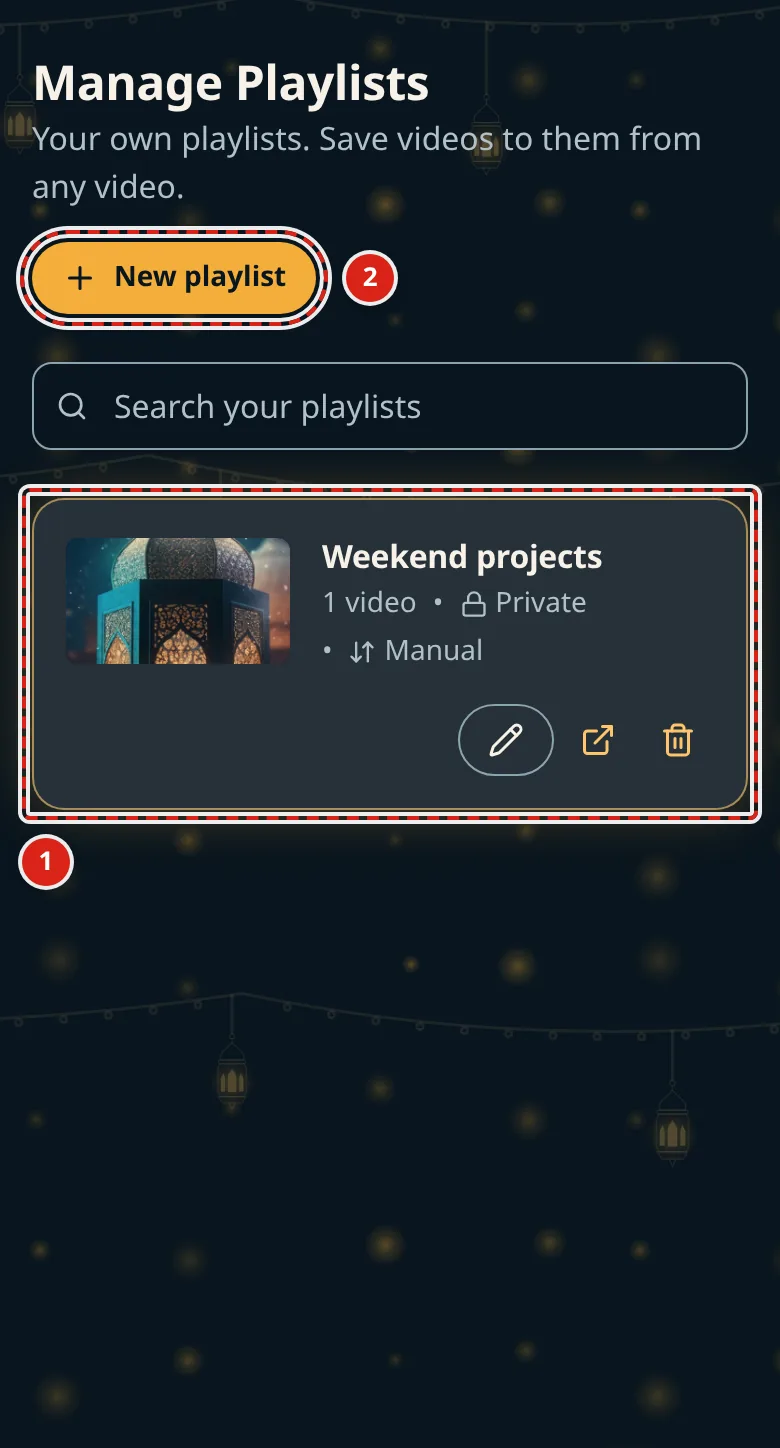 Manage Playlists
Your own playlists. Save videos to them from
any video.
New playlist
2
Search your playlists
Weekend projects
1 video • Private
• Manual
1